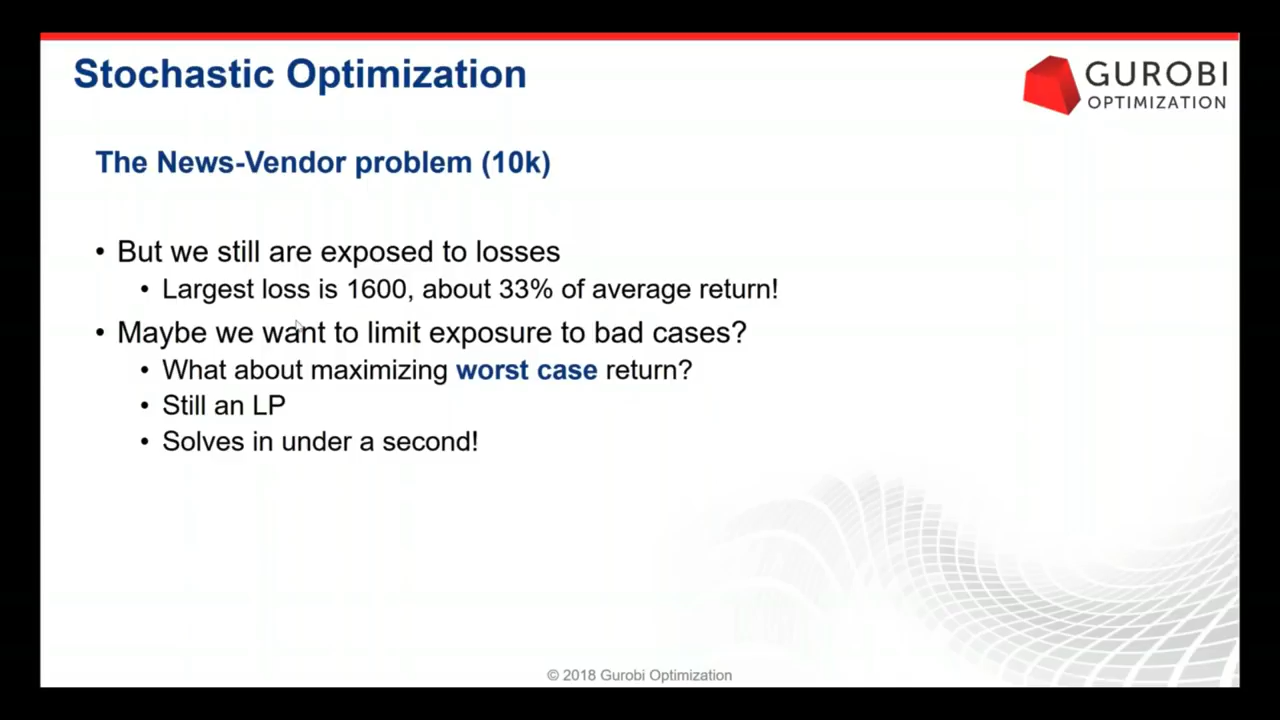 Stochastic Optimization
GUROBI
OPTIMIZATION
The News-Vendor problem (10k)
• But we still are exposed to losses
• Largest loss is 1600, about 33% of average return!
• Maybe we want to limit exposure to bad cases?
• What about maximizing worst case return?
• Still an LP
• Solves in under a second!
© 2018 Gurobi Optimization